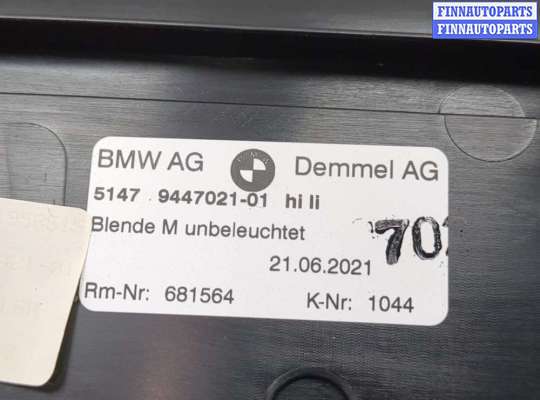 FINNAUTOPARTS
FINNAUTOPARTS
BMW AG Demmel AG
5147 9447021-01 hi li
Blende M unbeleuchtet
21.06.2021
Rm-Nr: 681564 K-Nr: 1044